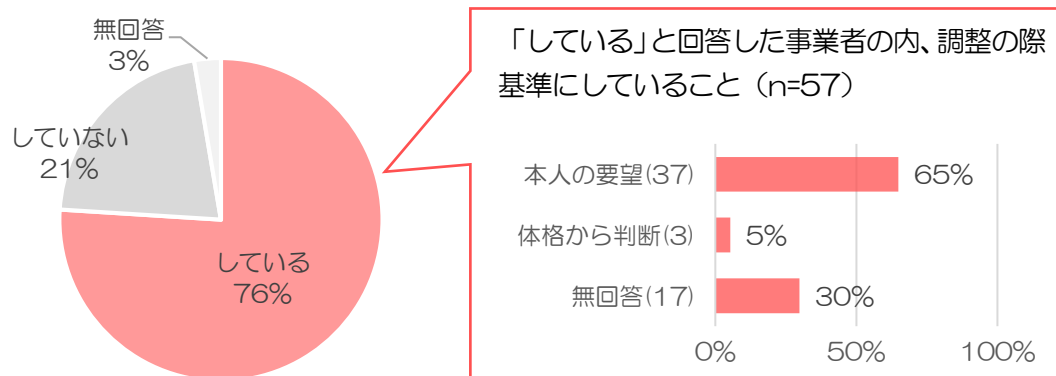 無回答
3%
していない
21%
している
76%
「している」と回答した事業者の内、調整の際
基準にしていること（n=57）
本人の要望(37)
65%
体格から判断(3)
5%
無回答(17)
30%
0%
50%
100%